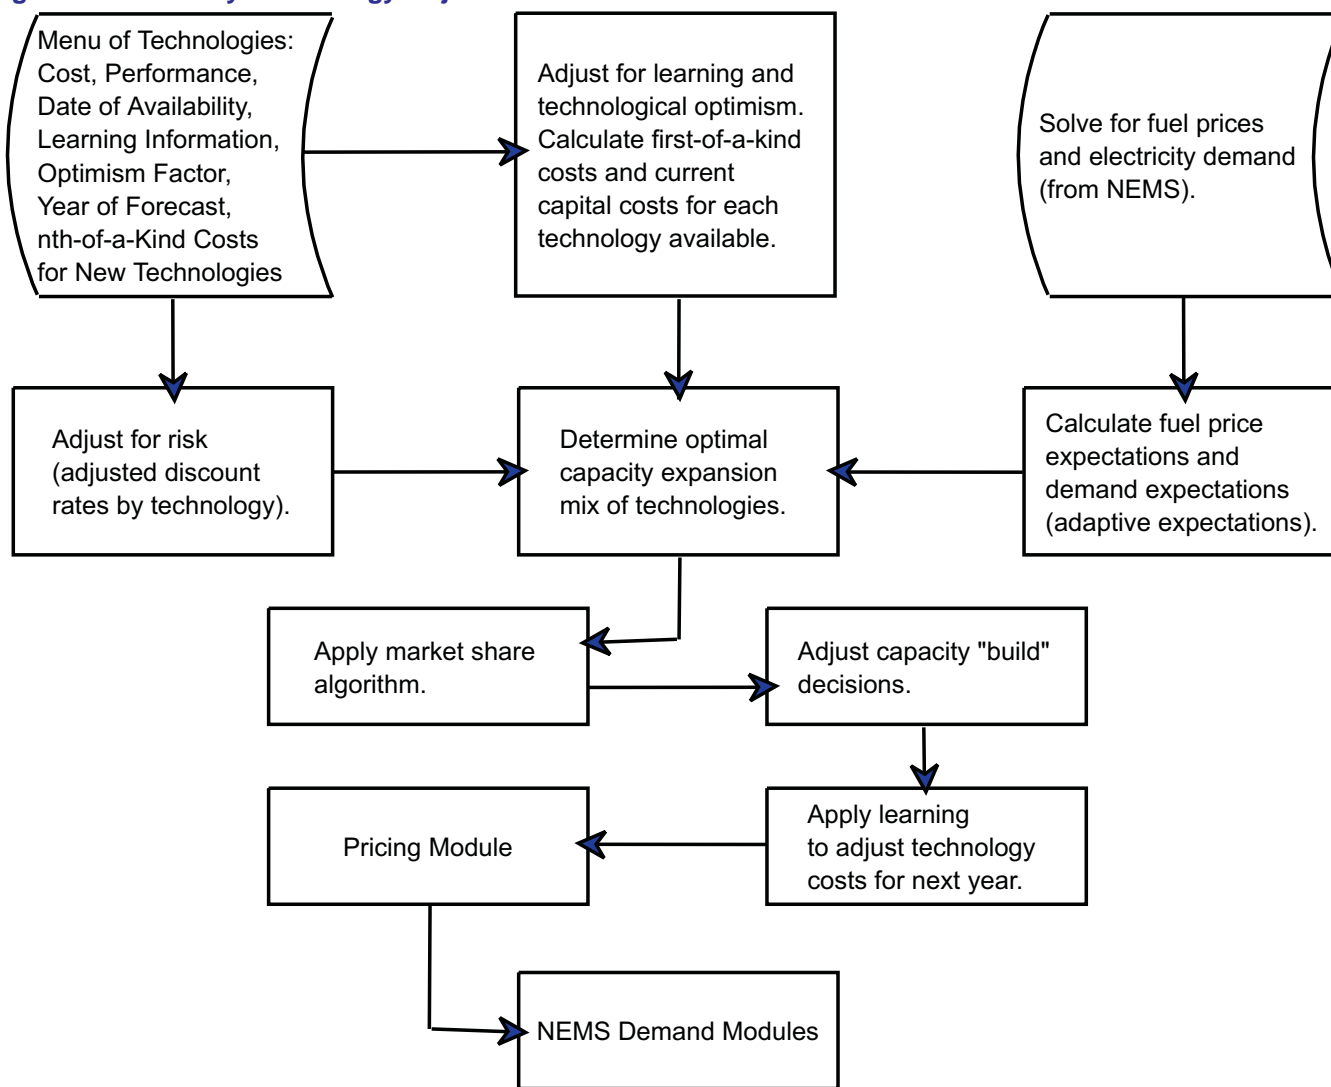 Menu of Technologies:
Cost, Performance,
Date of Availability,
Learning Information,
Optimism Factor,
Year of Forecast,
nth-of-a-Kind Costs
for New Technologies
Adjust for learning and
technological optimism.
Calculate first-of-a-kind
costs and current
capital costs for each
technology available.
Solve for fuel prices
and electricity demand
(from NEMS).
Adjust for risk
(adjusted discount
rates by technology).
Determine optimal
capacity expansion
mix of technologies.
Calculate fuel price
expectations and
demand expectations
(adaptive expectations).
Apply market share
algorithm.
Adjust capacity "build"
decisions.
Pricing Module
Apply learning
to adjust technology
costs for next year.
NEMS Demand Modules